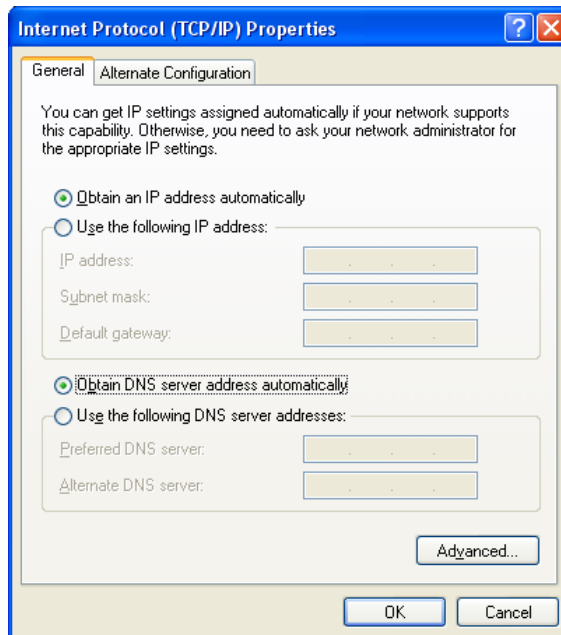 Internet Protocol (TCP/IP) Properties
General
Alternate Configuration
You can get IP settings assigned automatically if your network supports
this capability. Otherwise, you need to ask your network administrator for
the appropriate IP settings.
Obtain an IP address automatically
Use the following IP address:
IP address:
Subnet mask:
Default gateway:
Obtain DNS server address automatically
Use the following DNS server addresses:
Preferred DNS server:
Alternate DNS server:
Advanced...
OK
Cancel